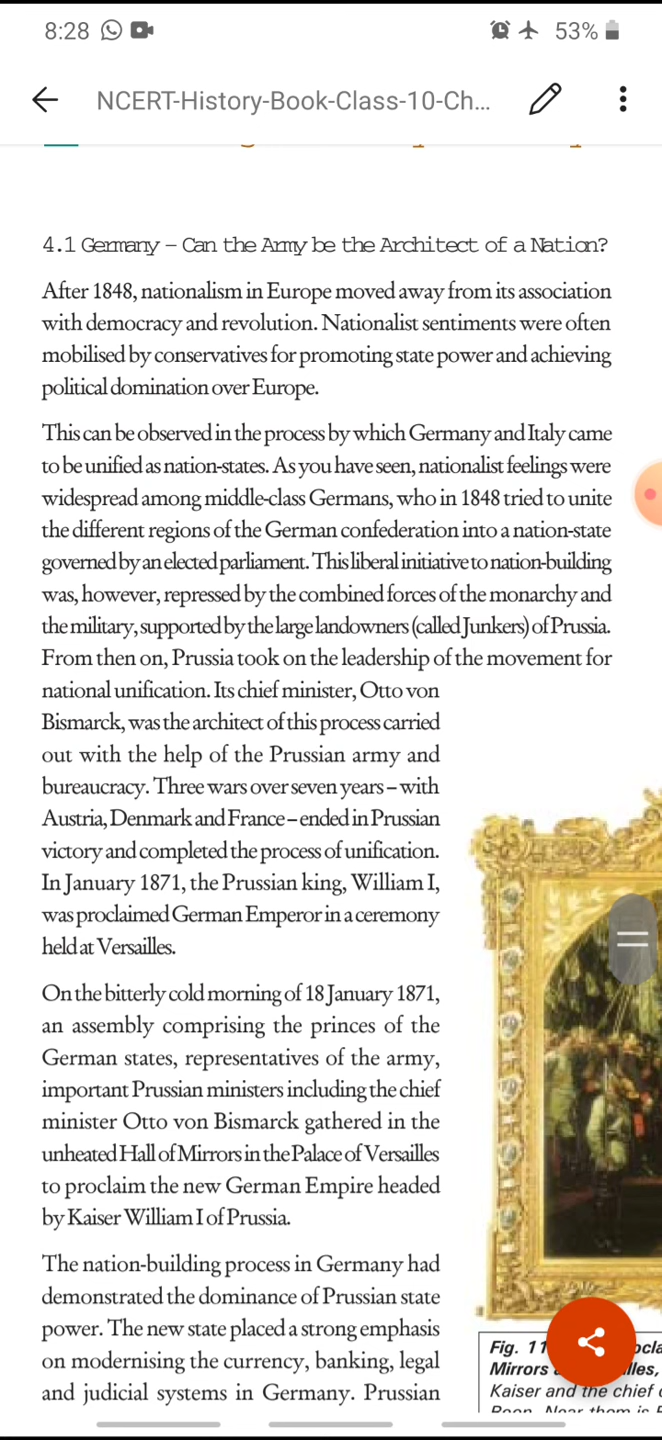 8:28
53%
NCERT-History-Book-Class-10-Ch...
4.1 Germany – Can the Army be the Architect of a Nation?
After 1848, nationalism in Europe moved away from its association
with democracy and revolution. Nationalist sentiments were often
mobilised by conservatives for promoting state power and achieving
political domination over Europe.
This can be observed in the process by which Germany and Italy came
to be unified as nation-states. As you have seen, nationalist feelings were
widespread among middle-class Germans, who in 1848 tried to unite
the different regions of the German confederation into a nation-state
governed by an elected parliament. This liberal initiative to nation-building
was, however, repressed by the combined forces of the monarchy and
the military, supported by the large landowners (called Junkers) of Prussia.
From then on, Prussia took on the leadership of the movement for
national unification. Its chief minister, Otto von
Bismarck, was the architect of this process carried
out with the help of the Prussian army and
bureaucracy. Three wars over seven years – with
Austria, Denmark and France – ended in Prussian
victory and completed the process of unification.
In January 1871, the Prussian king, William I,
was proclaimed German Emperor in a ceremony
held at Versailles.
On the bitterly cold morning of 18 January 1871,
an assembly comprising the princes of the
German states, representatives of the army,
important Prussian ministers including the chief
minister Otto von Bismarck gathered in the
unheated Hall of Mirrors in the Palace of Versailles
to proclaim the new German Empire headed
by Kaiser William I of Prussia.
The nation-building process in Germany had
demonstrated the dominance of Prussian state
power. The new state placed a strong emphasis
on modernising the currency, banking, legal
and judicial systems in Germany. Prussian
Fig. 11
Mirrors
Kaiser and the chief